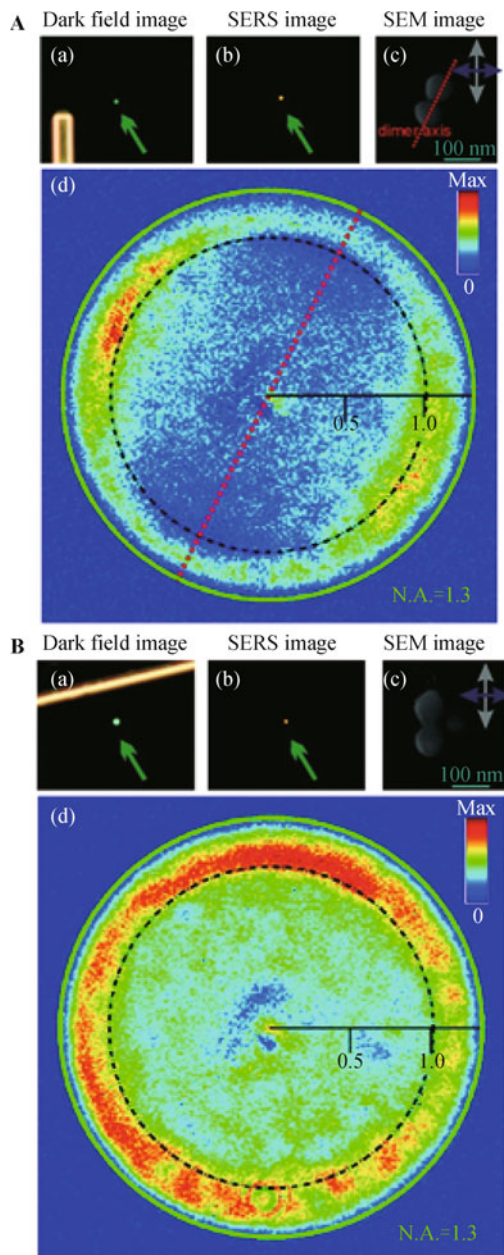 A Dark field image SERS image SEM image
(a) (b) (c)
dimer axis
100 nm
(d) Max
0
0.5 1.0
N.A.=1.3
B Dark field image SERS image SEM image
(a) (b) (c)
100 nm
(d) Max
0
0.5 1.0
N.A.=1.3